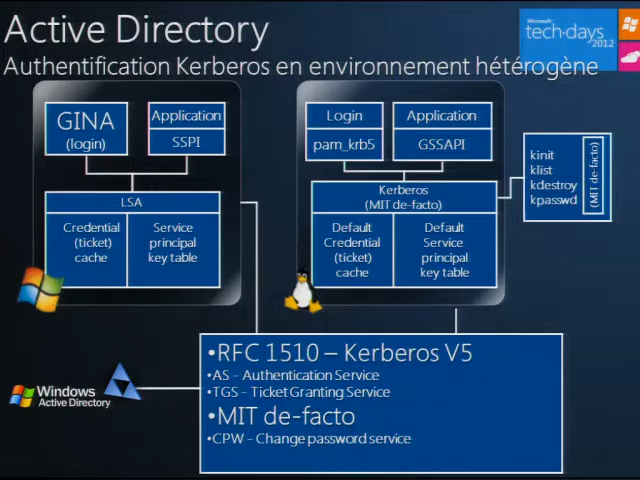 Active Directory
Authentification Kerberos en environnement hétérogène
Microsoft
tech·days
2012
GINA
(login)
Application
SSPI
LSA
Credential
(ticket)
cache
Service
principal
key table
Login
pam_krb5
Application
GSSAPI
Kerberos
(MIT de-facto)
Default
Credential
(ticket)
cache
Default
Service
principal
key table
kinit
klist
kdestroy
kpasswd
(MIT de-facto)
Windows
Active Directory
•RFC 1510 – Kerberos V5
•AS - Authentication Service
•TGS - Ticket Granting Service
•MIT de-facto
•CPW - Change password service